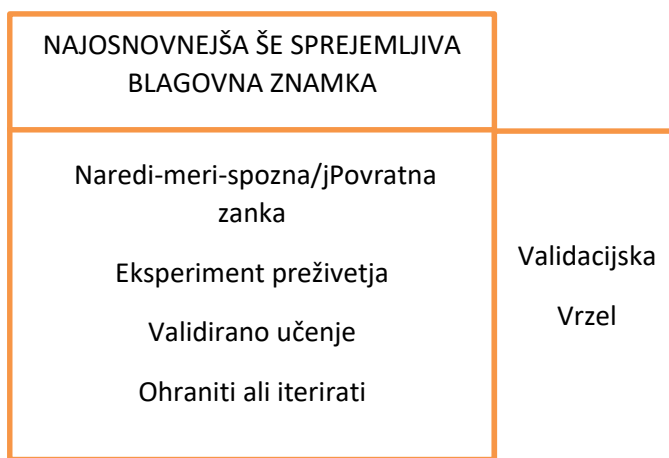 NAJOSNOVNEJŠA ŠE SPREJEMLJIVA
BLAGOVNA ZNAMKA
Naredi-meri-spozna/jPovratna
zanka
Eksperiment preživetja
Validirano učenje
Ohraniti ali iterirati
Validacijska
Vrzel